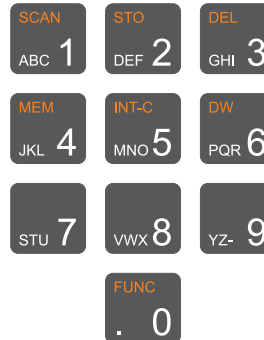 SCAN STO DEL
ABC 1 DEF 2 GHI 3
MEM INT-C DW
JKL 4 MNO 5 PQR 6
STU 7 VWX 8 YZ- 9
FUNC
. 0